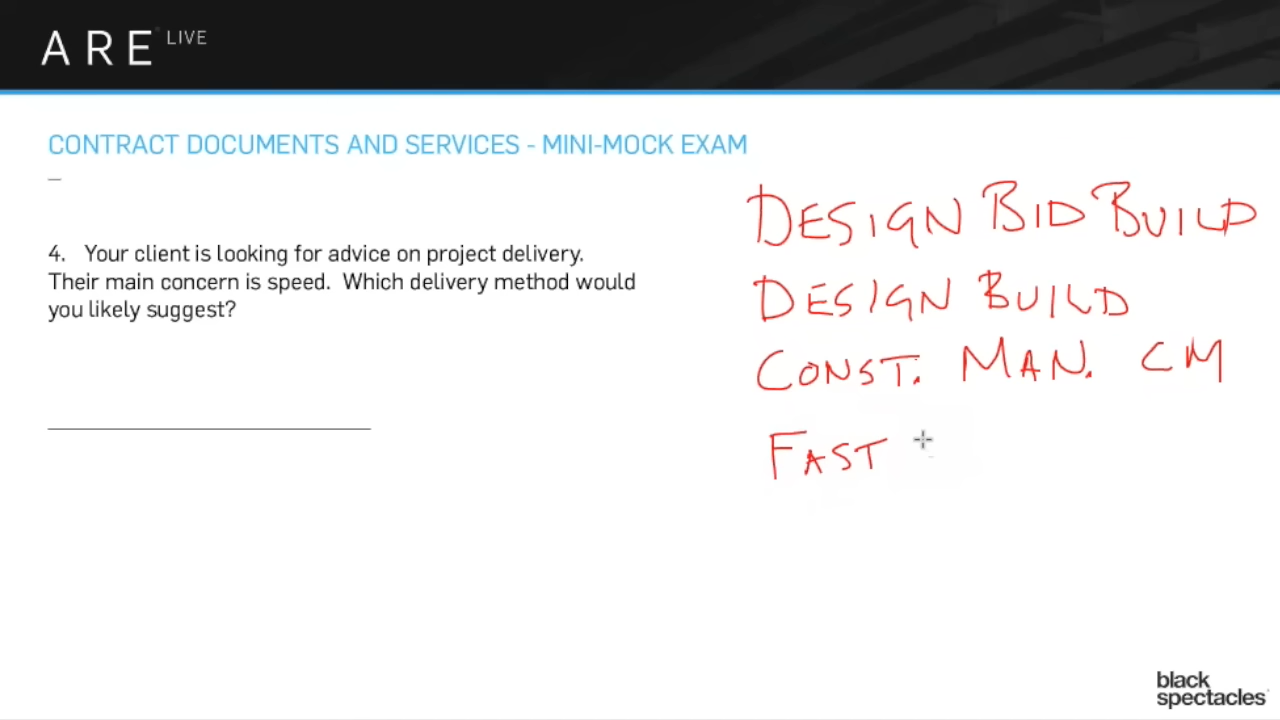 ARE LIVE
CONTRACT DOCUMENTS AND SERVICES - MINI-MOCK EXAM
–
4. Your client is looking for advice on project delivery.
Their main concern is speed. Which delivery method would
you likely suggest?
DESIGN BID BUILD
DESIGN BUILD
CONST. MAN. CM
FAST
black
spectacles